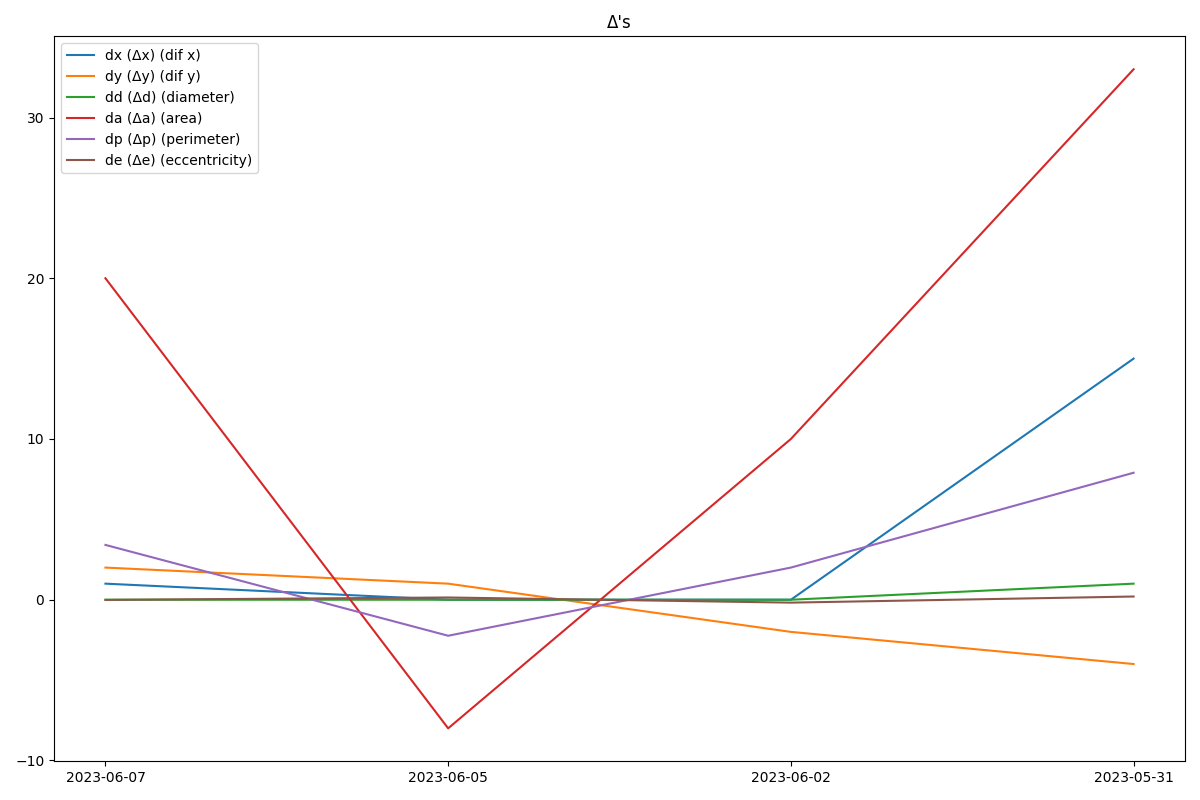 Δ's
dx (Δx) (dif x)
dy (Δy) (dif y)
dd (Δd) (diameter)
da (Δa) (area)
dp (Δp) (perimeter)
de (Δe) (eccentricity)
30
20
10
0
−10
2023-06-07
2023-06-05
2023-06-02
2023-05-31